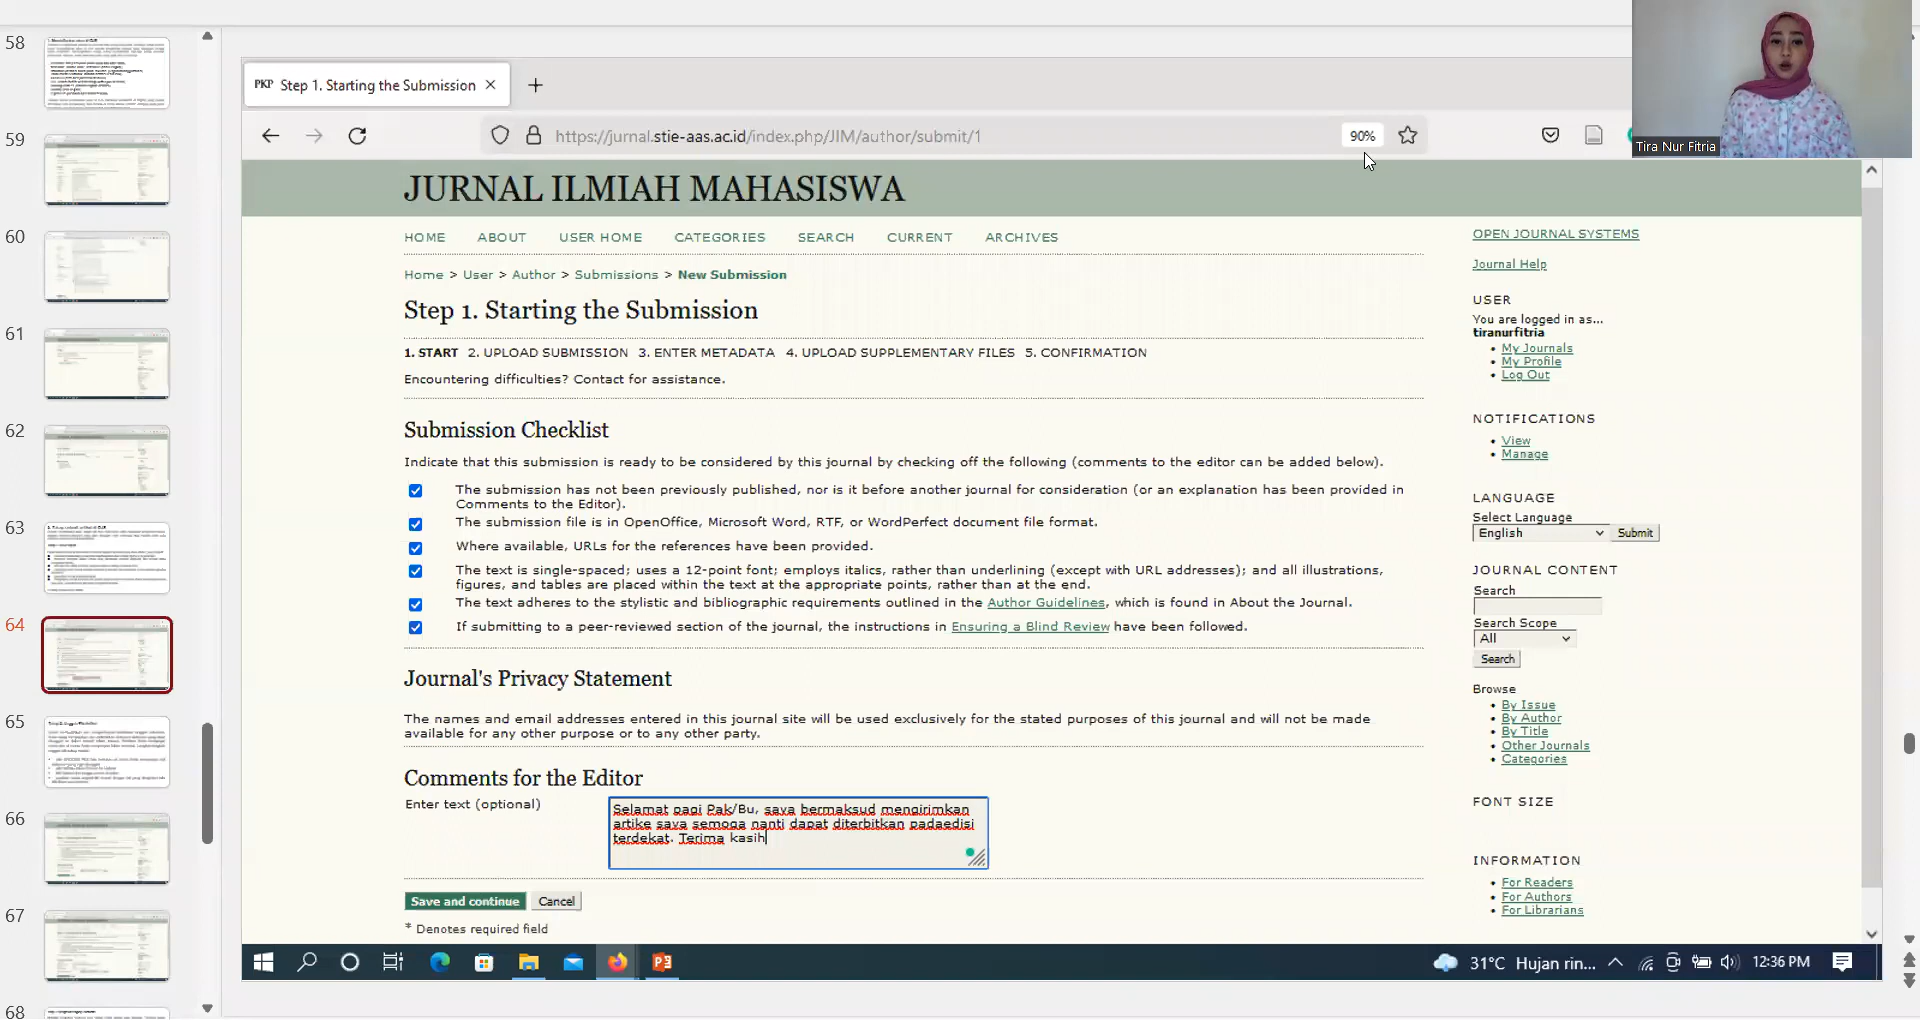 58
59
60
61
62
63
64
65
66
67
68
PKP Step 1. Starting the Submission
https://jurnal.stie-aas.ac.id/index.php/JIM/author/submit/1
90%
Tira Nur Fitria
JURNAL ILMIAH MAHASISWA
HOME ABOUT USER HOME CATEGORIES SEARCH CURRENT ARCHIVES
Home > User > Author > Submissions > New Submission
Step 1. Starting the Submission
1. START 2. UPLOAD SUBMISSION 3. ENTER METADATA 4. UPLOAD SUPPLEMENTARY FILES 5. CONFIRMATION
Encountering difficulties? Contact for assistance.
Submission Checklist
Indicate that this submission is ready to be considered by this journal by checking off the following (comments to the editor can be added below).
The submission has not been previously published, nor is it before another journal for consideration (or an explanation has been provided in
Comments to the Editor).
The submission file is in OpenOffice, Microsoft Word, RTF, or WordPerfect document file format.
Where available, URLs for the references have been provided.
The text is single-spaced; uses a 12-point font; employs italics, rather than underlining (except with URL addresses); and all illustrations,
figures, and tables are placed within the text at the appropriate points, rather than at the end.
The text adheres to the stylistic and bibliographic requirements outlined in the Author Guidelines, which is found in About the Journal.
If submitting to a peer-reviewed section of the journal, the instructions in Ensuring a Blind Review have been followed.
Journal's Privacy Statement
The names and email addresses entered in this journal site will be used exclusively for the stated purposes of this journal and will not be made
available for any other purpose or to any other party.
Comments for the Editor
Enter text (optional)
Selamat pagi Pak/Bu, saya bermaksud mengirimkan
artike saya semoga nanti dapat diterbitkan padaedisi
terdekat. Terima kasih
Save and continue Cancel
* Denotes required field
OPEN JOURNAL SYSTEMS
Journal Help
USER
You are logged in as...
tiranurfitria
My Journals
My Profile
Log Out
NOTIFICATIONS
View
Manage
LANGUAGE
Select Language
English Submit
JOURNAL CONTENT
Search
Search Scope
All
Search
Browse
By Issue
By Author
By Title
Other Journals
Categories
FONT SIZE
INFORMATION
For Readers
For Authors
For Librarians
31°C Hujan rin... 12:36 PM